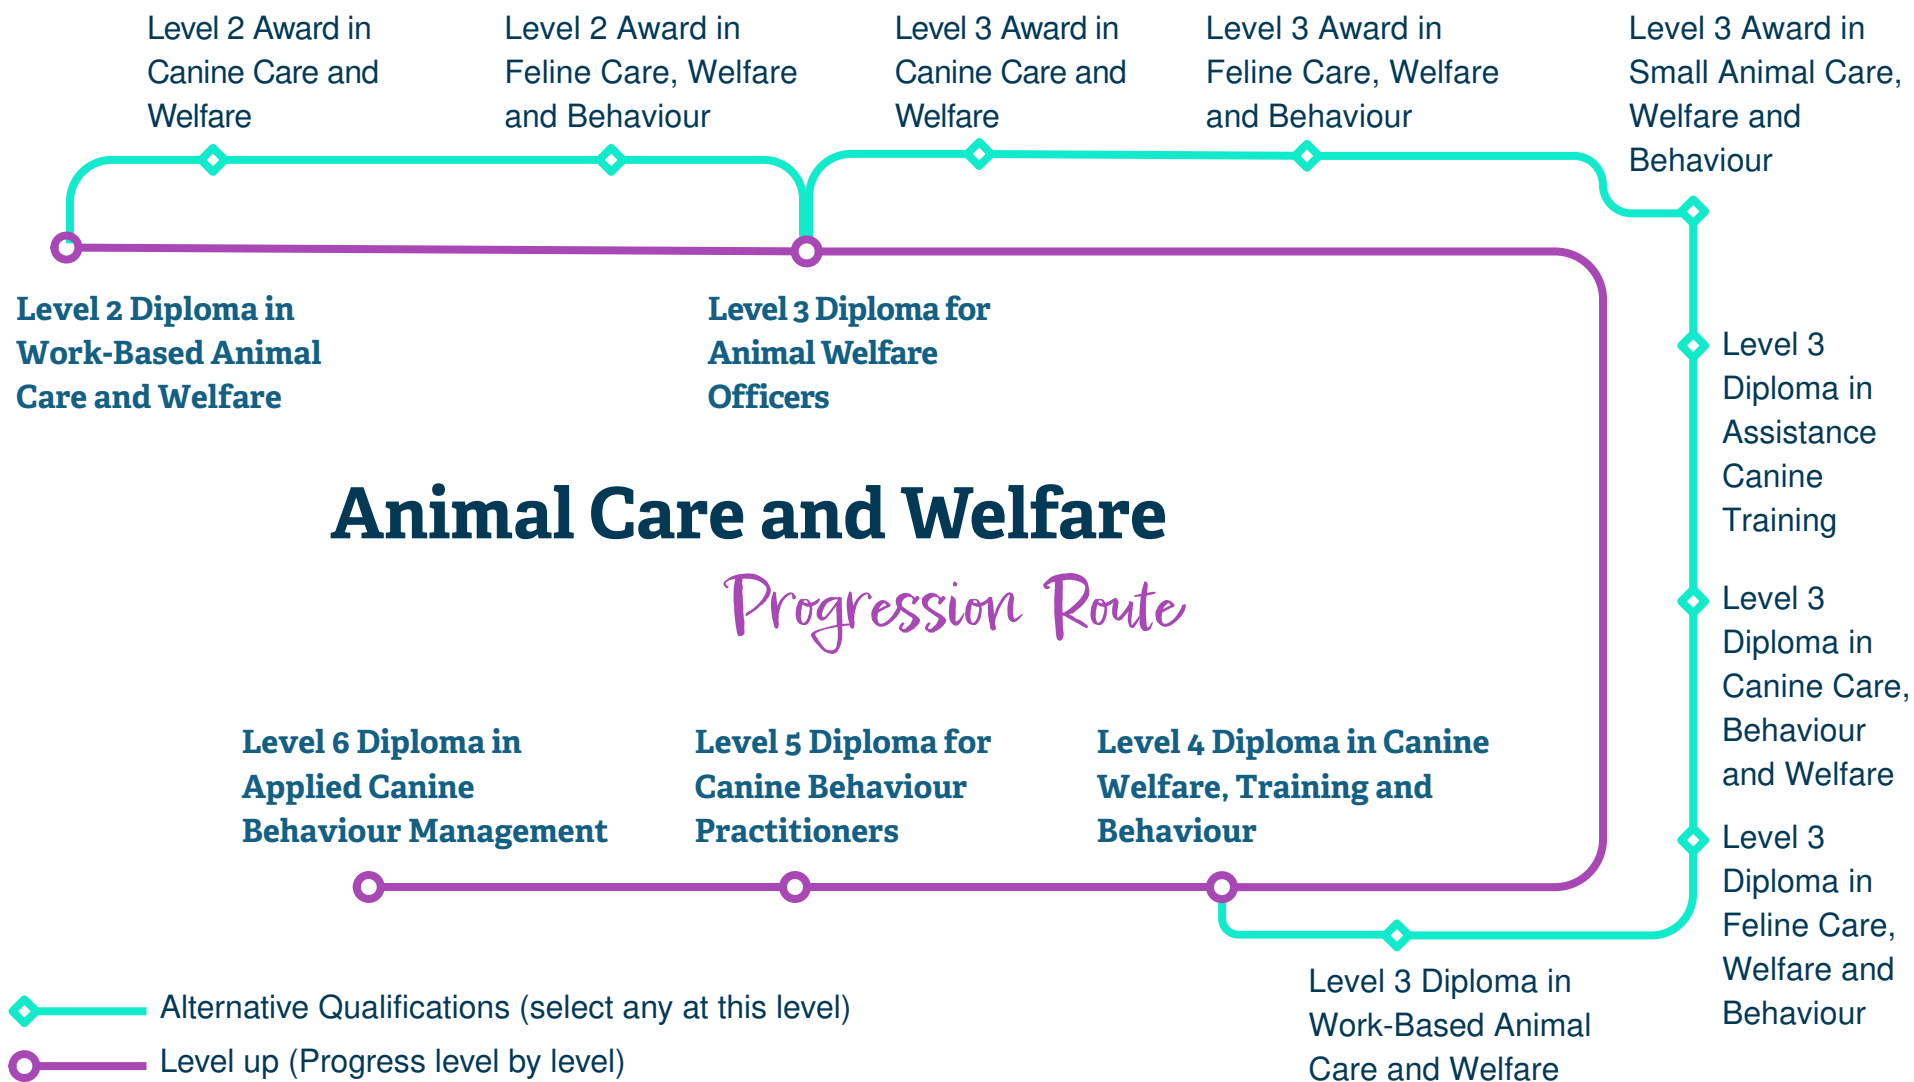 Level 2 Award in
Canine Care and
Welfare
Level 2 Award in
Feline Care, Welfare
and Behaviour
Level 3 Award in
Canine Care and
Welfare
Level 3 Award in
Feline Care, Welfare
and Behaviour
Level 3 Award in
Small Animal Care,
Welfare and
Behaviour
Level 2 Diploma in
Work-Based Animal
Care and Welfare
Level 3 Diploma for
Animal Welfare
Officers
Level 3
Diploma in
Assistance
Canine
Training
Animal Care and Welfare
Progression Route
Level 3
Diploma in
Canine Care,
Behaviour
and Welfare
Level 6 Diploma in
Applied Canine
Behaviour Management
Level 5 Diploma for
Canine Behaviour
Practitioners
Level 4 Diploma in Canine
Welfare, Training and
Behaviour
Level 3
Diploma in
Feline Care,
Welfare and
Behaviour
Level 3 Diploma in
Work-Based Animal
Care and Welfare
Alternative Qualifications (select any at this level)
Level up (Progress level by level)